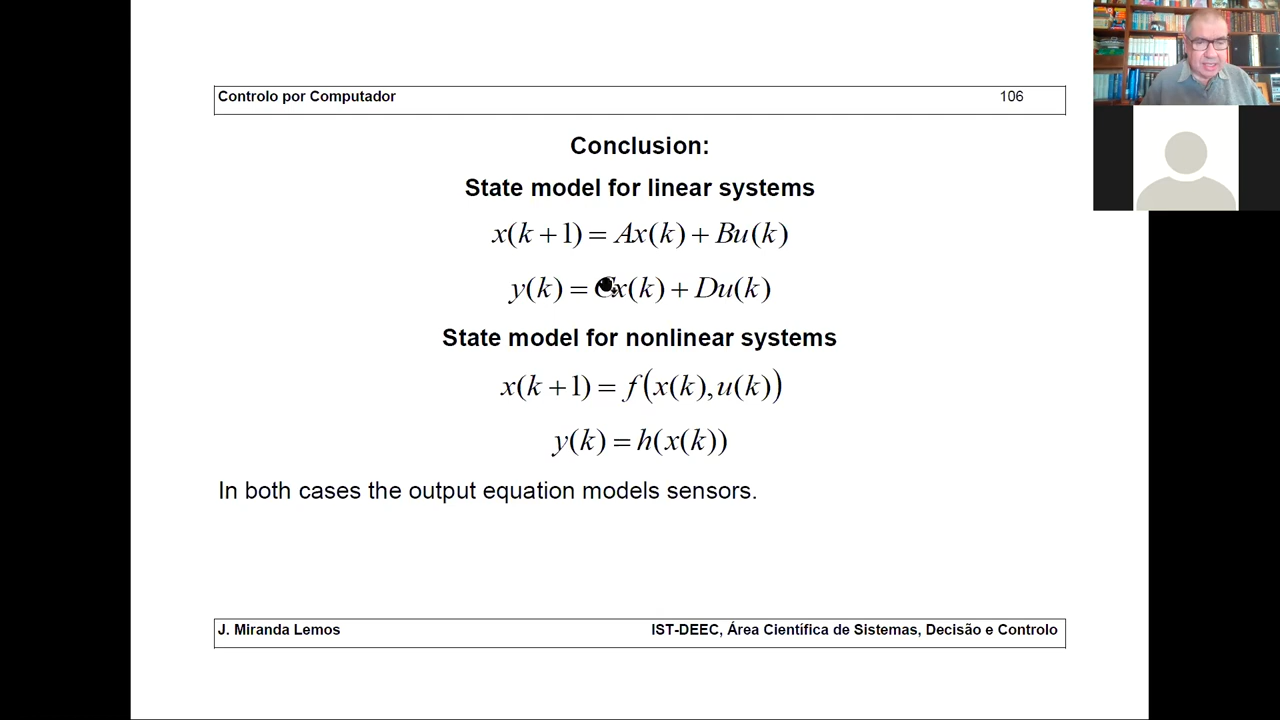 Controlo por Computador 106
Conclusion:
State model for linear systems
x(k+1) = Ax(k) + Bu(k)
y(k) = Cx(k) + Du(k)
State model for nonlinear systems
x(k+1) = f(x(k),u(k))
y(k) = h(x(k))
In both cases the output equation models sensors.
J. Miranda Lemos IST-DEEC, Área Científica de Sistemas, Decisão e Controlo